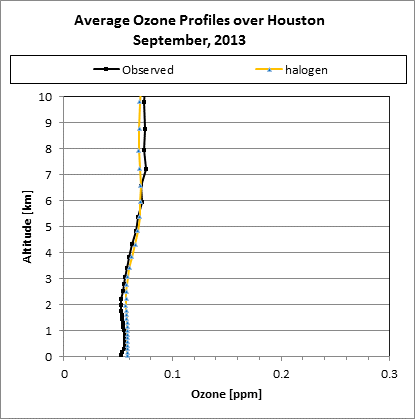 Average Ozone Profiles over Houston
September, 2013
Observed
halogen
10
9
8
7
6
5
4
3
2
1
0
Altitude [km]
0
0.1
0.2
0.3
Ozone [ppm]